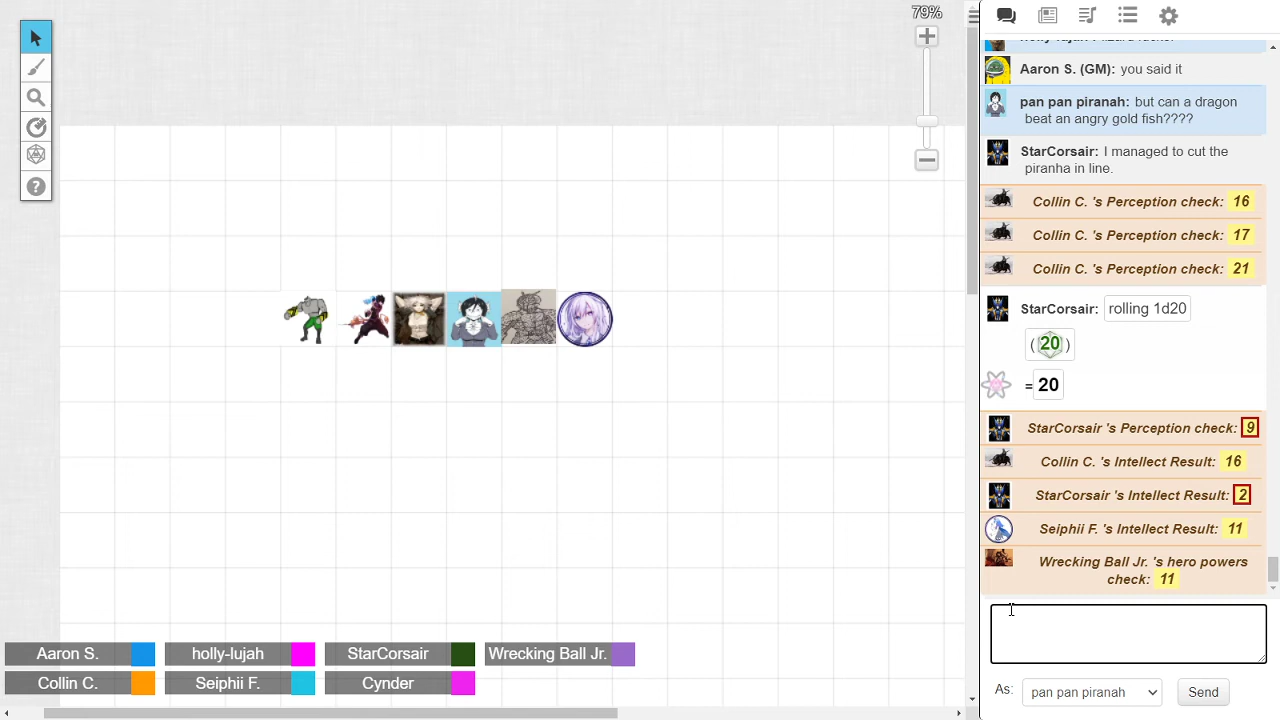 79%
Aaron S. (GM): you said it
pan pan piranah: but can a dragon
beat an angry gold fish????
StarCorsair: I managed to cut the
piranha in line.
Collin C. 's Perception check: 16
Collin C. 's Perception check: 17
Collin C. 's Perception check: 21
StarCorsair: rolling 1d20
(20)
=20
StarCorsair 's Perception check: 9
Collin C. 's Intellect Result: 16
StarCorsair 's Intellect Result: 2
Seiphii F. 's Intellect Result: 11
Wrecking Ball Jr. 's hero powers
check: 11
As: pan pan piranah Send
Aaron S. holly-lujah StarCorsair Wrecking Ball Jr.
Collin C. Seiphii F. Cynder